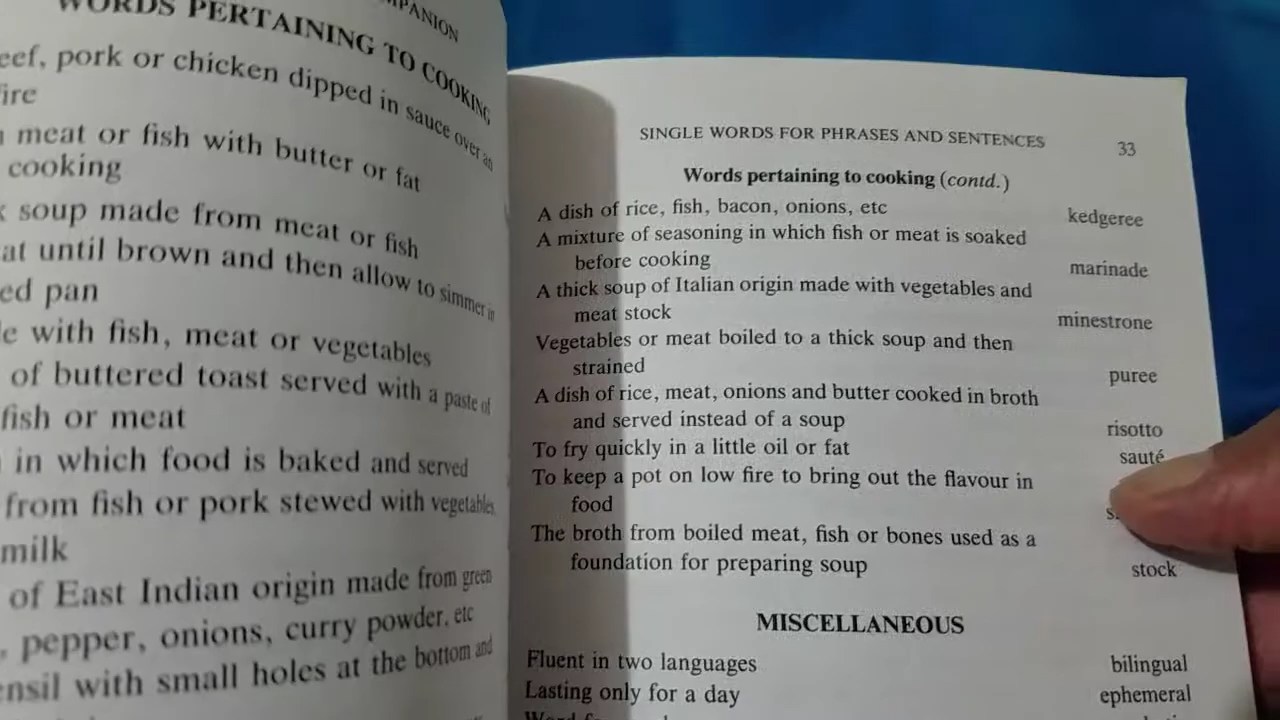 WORDS PERTAINING TO COOKING
pork or chicken dipped in sauce over an
meat or fish with butter or fat
cooking
soup made from meat or fish
until brown and then allow to simmer in
pan
with fish, meat or vegetables
of buttered toast served with a paste of
fish or meat
in which food is baked and served
from fish or pork stewed with vegetables
milk
of East Indian origin made from green
pepper, onions, curry powder, etc
with small holes at the bottom and
SINGLE WORDS FOR PHRASES AND SENTENCES 33
Words pertaining to cooking (contd.)
A dish of rice, fish, bacon, onions, etc kedgeree
A mixture of seasoning in which fish or meat is soaked
before cooking marinade
A thick soup of Italian origin made with vegetables and
meat stock minestrone
Vegetables or meat boiled to a thick soup and then
strained puree
A dish of rice, meat, onions and butter cooked in broth
and served instead of a soup risotto
To fry quickly in a little oil or fat sauté
To keep a pot on low fire to bring out the flavour in
food
The broth from boiled meat, fish or bones used as a
foundation for preparing soup stock
MISCELLANEOUS
Fluent in two languages bilingual
Lasting only for a day ephemeral